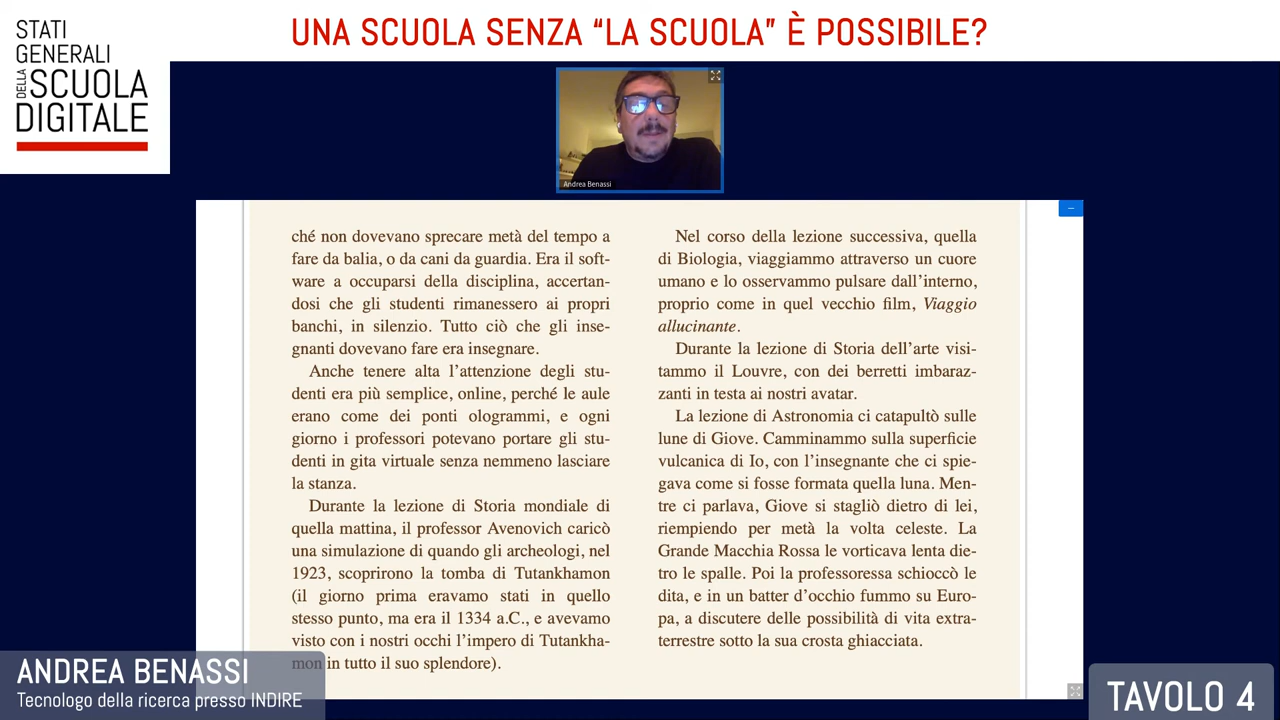 STATI
GENERALI
DELLA SCUOLA
DIGITALE
UNA SCUOLA SENZA “LA SCUOLA” È POSSIBILE?
Andrea Benassi
ché non dovevano sprecare metà del tempo a
fare da balia, o da cani da guardia. Era il soft-
ware a occuparsi della disciplina, accertan-
dosi che gli studenti rimanessero ai propri
banchi, in silenzio. Tutto ciò che gli inse-
gnanti dovevano fare era insegnare.
Anche tenere alta l’attenzione degli stu-
denti era più semplice, online, perché le aule
erano come dei ponti ologrammi, e ogni
giorno i professori potevano portare gli stu-
denti in gita virtuale senza nemmeno lasciare
la stanza.
Durante la lezione di Storia mondiale di
quella mattina, il professor Avenovich caricò
una simulazione di quando gli archeologi, nel
1923, scoprirono la tomba di Tutankhamon
(il giorno prima eravamo stati in quello
stesso punto, ma era il 1334 a.C., e avevamo
visto con i nostri occhi l’impero di Tutankha-
mon in tutto il suo splendore).
Nel corso della lezione successiva, quella
di Biologia, viaggiammo attraverso un cuore
umano e lo osservammo pulsare dall’interno,
proprio come in quel vecchio film, Viaggio
allucinante.
Durante la lezione di Storia dell’arte visi-
tammo il Louvre, con dei berretti imbaraz-
zanti in testa ai nostri avatar.
La lezione di Astronomia ci catapultò sulle
lune di Giove. Camminammo sulla superficie
vulcanica di Io, con l’insegnante che ci spie-
gava come si fosse formata quella luna. Men-
tre ci parlava, Giove si stagliò dietro di lei,
riempiendo per metà la volta celeste. La
Grande Macchia Rossa le vorticava lenta die-
tro le spalle. Poi la professoressa schioccò le
dita, e in un batter d’occhio fummo su Euro-
pa, a discutere delle possibilità di vita extra-
terrestre sotto la sua crosta ghiacciata.
ANDREA BENASSI
Tecnologo della ricerca presso INDIRE
TAVOLO 4